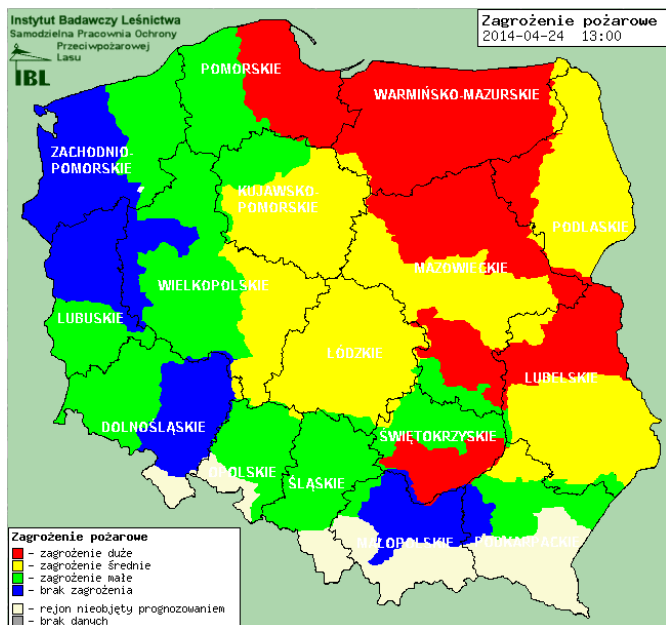 Instytut Badawczy Leśnictwa
Samodzielna Pracownia Ochrony
Przeciwpożarowej
Lasu
IBL
Zagrożenie pożarowe
2014-04-24 13:00
POMORSKIE
WARMIŃSKO-MAZURSKIE
ZACHODNIO-
POMORSKIE
KUJAWSKO-
POMORSKIE
PODLASKIE
MAZOWIECKIE
WIELKOPOLSKIE
LUBUSKIE
ŁÓDZKIE
LUBELSKIE
DOLNOŚLĄSKIE
ŚWIĘTOKRZYSKIE
OPOLSKIE
ŚLĄSKIE
MAŁOPOLSKIE
PODKARPACKIE
Zagrożenie pożarowe
– zagrożenie duże
– zagrożenie średnie
– zagrożenie małe
– brak zagrożenia
– rejon nieobjęty prognozowaniem
– brak danych